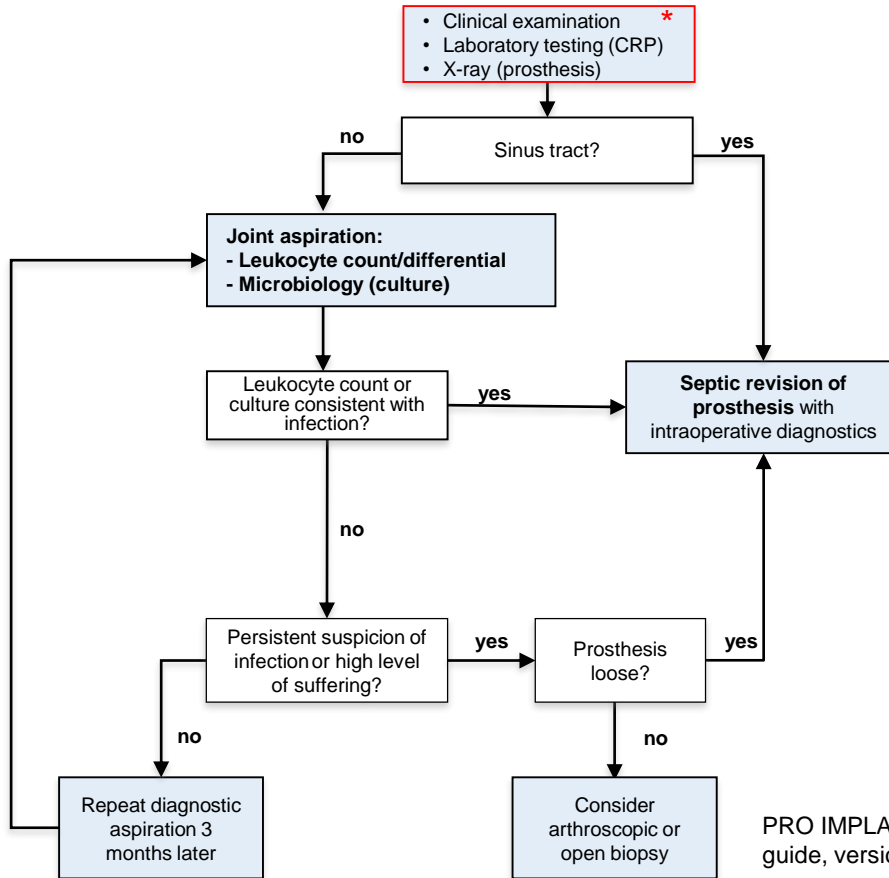 • Clinical examination *
• Laboratory testing (CRP)
• X-ray (prosthesis)
no
Sinus tract?
yes
Joint aspiration:
- Leukocyte count/differential
- Microbiology (culture)
Leukocyte count or
culture consistent with
infection?
yes
Septic revision of
prosthesis with
intraoperative diagnostics
no
Persistent suspicion of
infection or high level
of suffering?
yes
Prosthesis
loose?
yes
no
no
Repeat diagnostic
aspiration 3
months later
Consider
arthroscopic or
open biopsy
PRO
guide,